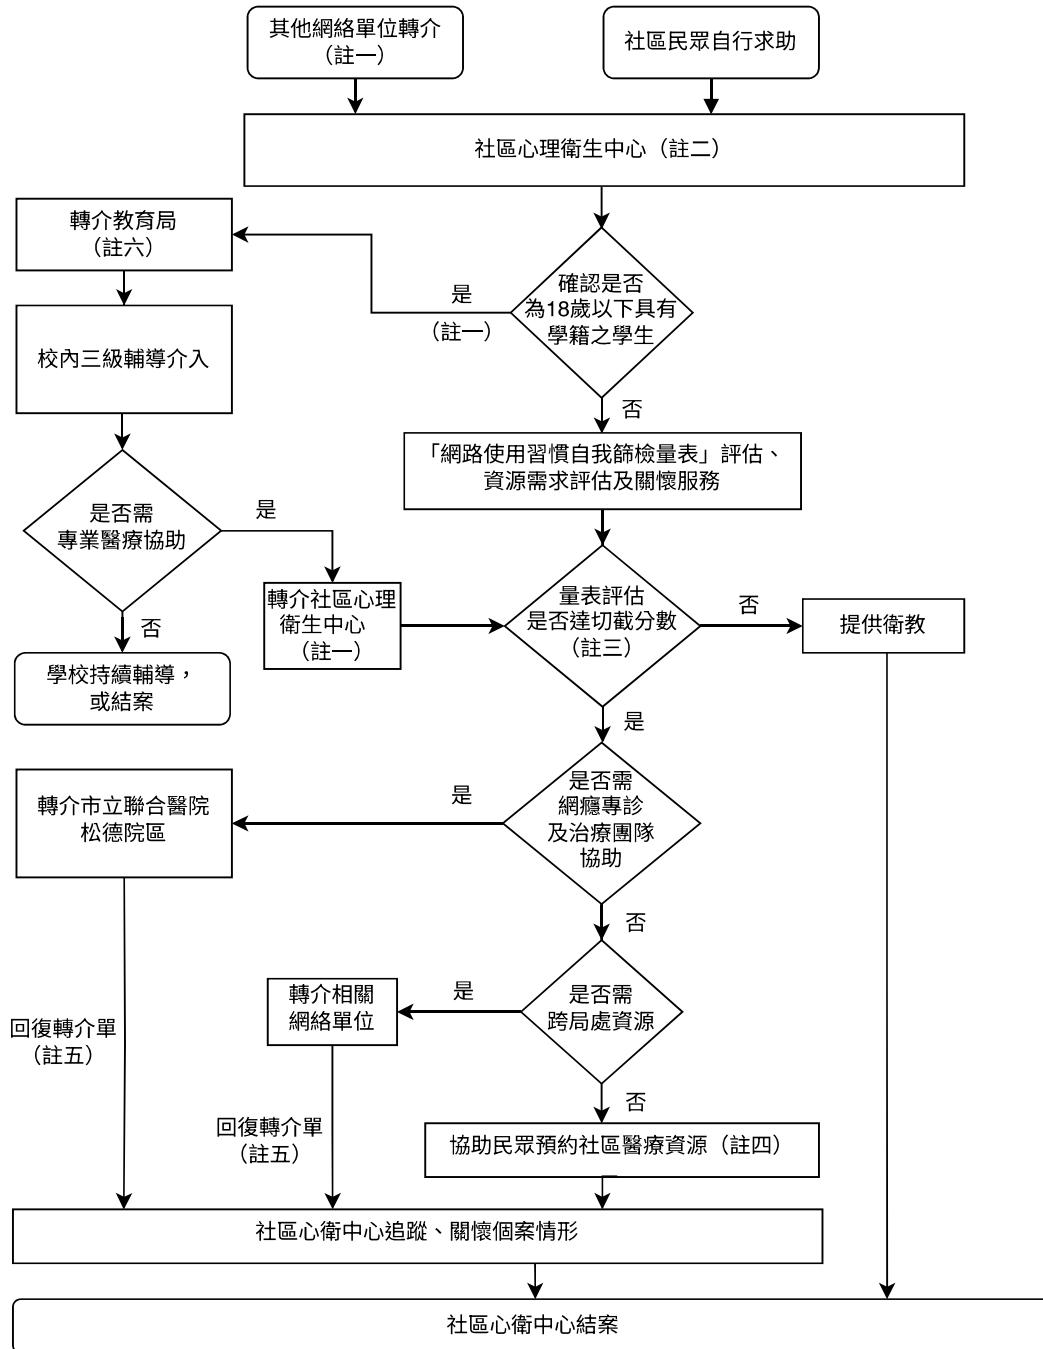 其他網絡單位轉介
（註一）
社區民眾自行求助
社區心理衛生中心（註二）
轉介教育局
（註六）
是
（註一）
確認是否
為18歲以下具有
學籍之學生
校內三級輔導介入
否
「網路使用習慣自我篩檢量表」評估、
資源需求評估及關懷服務
是否需
專業醫療協助
是
轉介社區心理
衛生中心
（註一）
量表評估
是否達切截分數
（註三）
否
提供衛教
否
學校持續輔導，
或結案
是
轉介市立聯合醫院
松德院區
是
是否需
網癮專診
及治療團隊
協助
否
轉介相關
網絡單位
是
是否需
跨局處資源
回復轉介單
（註五）
否
回復轉介單
（註五）
協助民眾預約社區醫療資源（註四）
社區心衛中心追蹤、關懷個案情形
社區心衛中心結案